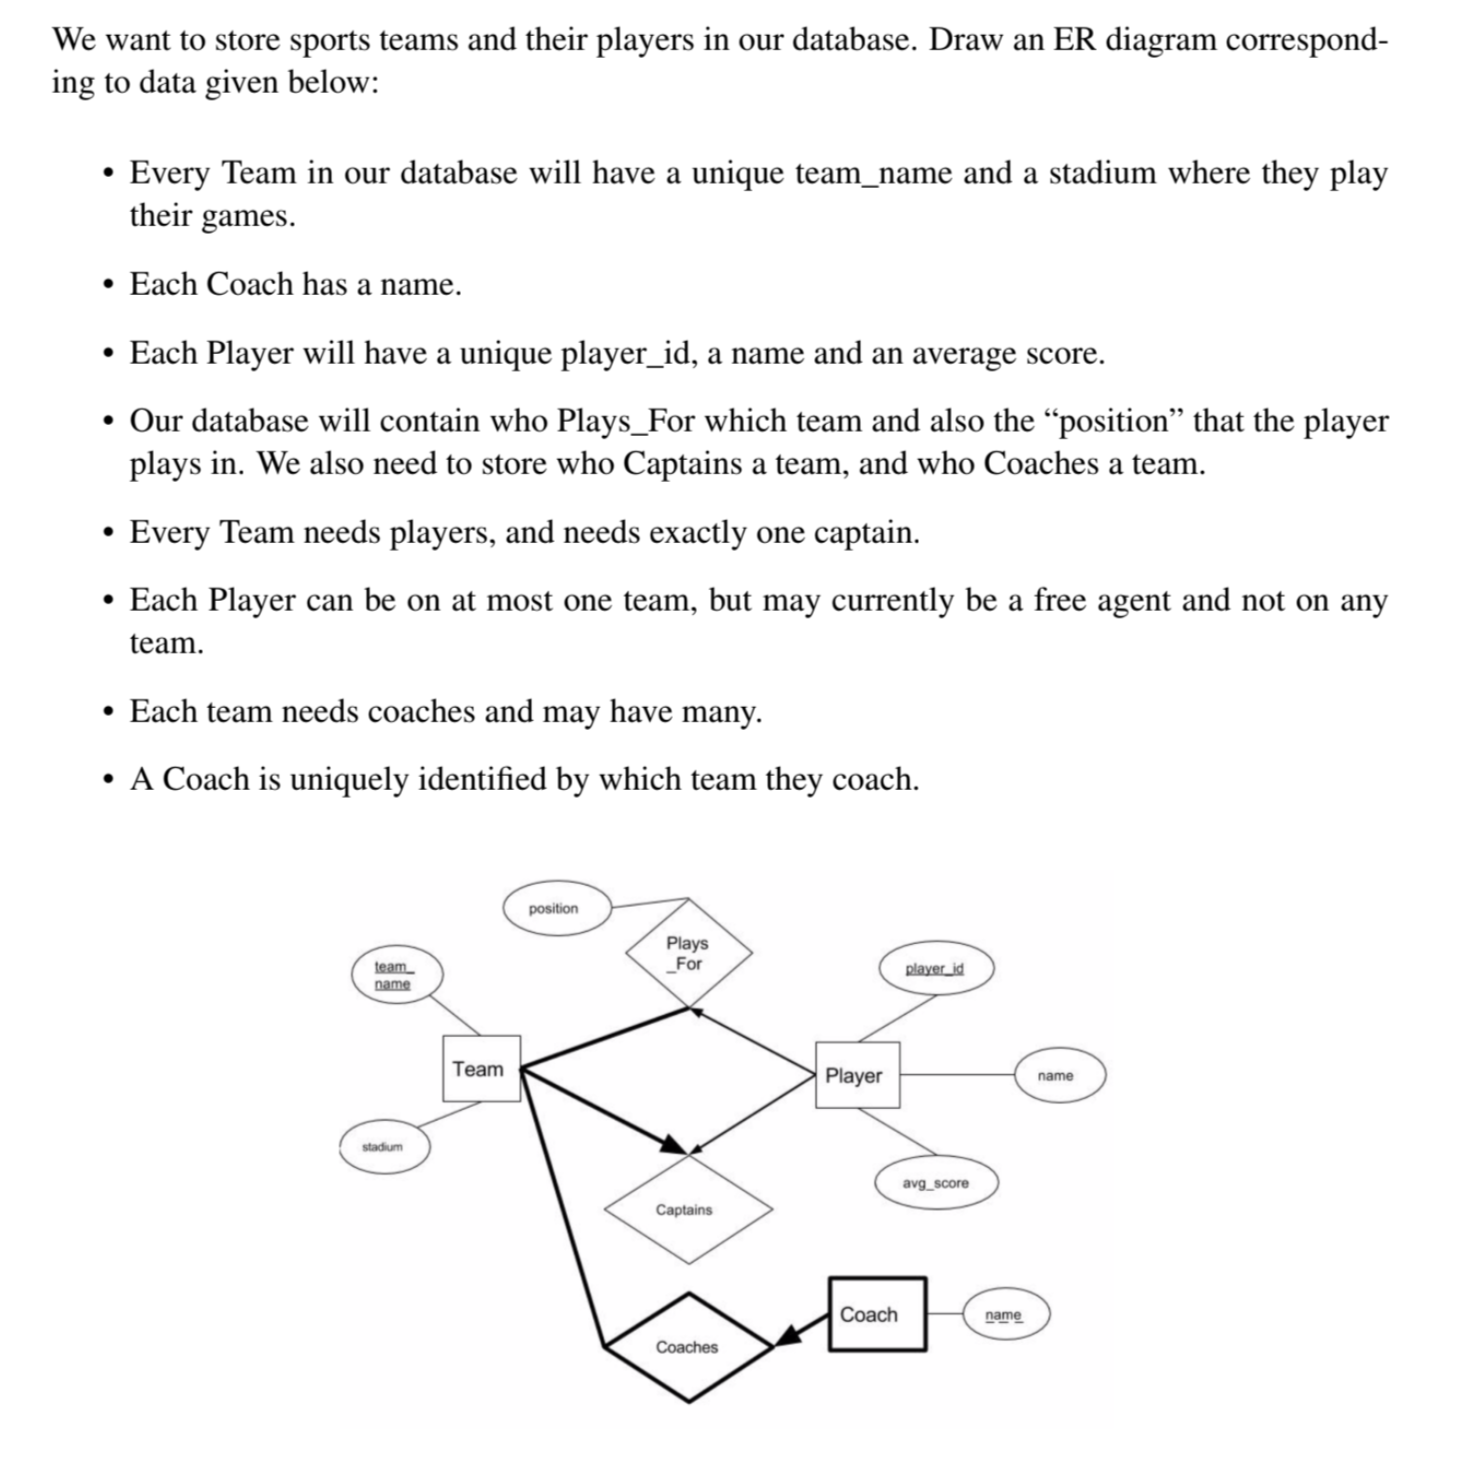 We want to store sports teams and their players in our database. Draw an ER diagram correspond-
ing to data given below:
• Every Team in our database will have a unique team_name and a stadium where they play
their games.
• Each Coach has a name.
• Each Player will have a unique player_id, a name and an average score.
• Our database will contain who Plays_For which team and also the “position” that the player
plays in. We also need to store who Captains a team, and who Coaches a team.
• Every Team needs players, and needs exactly one captain.
• Each Player can be on at most one team, but may currently be a free agent and not on any
team.
• Each team needs coaches and may have many.
• A Coach is uniquely identified by which team they coach.
position
Plays
_For
team_
name
player_id
Team
Player
name
stadium
avg_score
Captains
Coach
name
Coaches